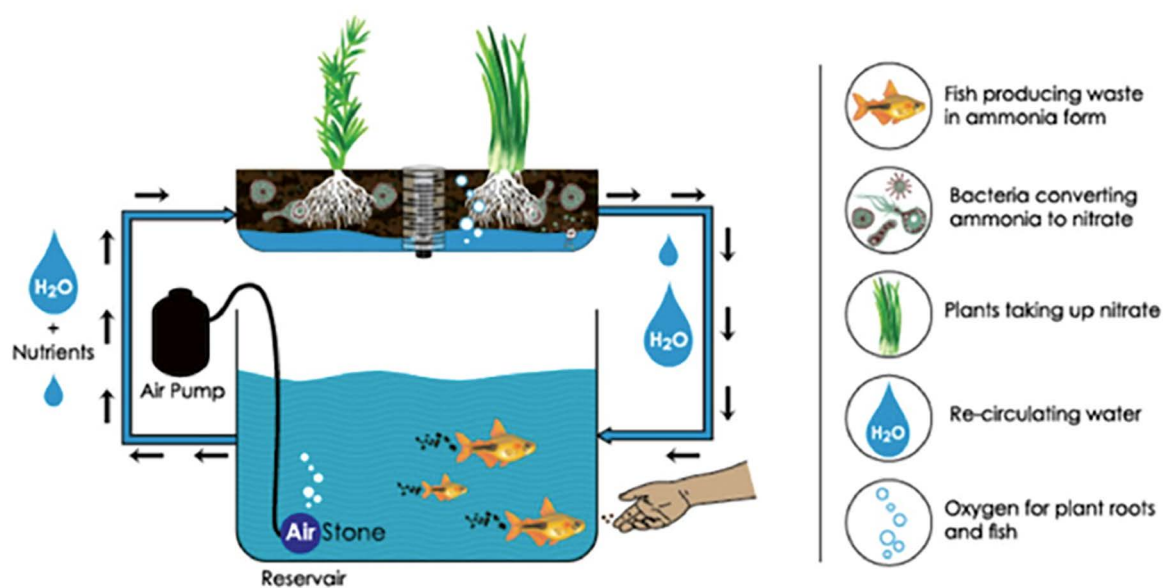 H₂O
+
Nutrients
Air Pump
Air Stone
Reservair
H₂O
Fish producing waste
in ammonia form
Bacteria converting
ammonia to nitrate
Plants taking up nitrate
H₂O
Re-circulating water
Oxygen for plant roots
and fish